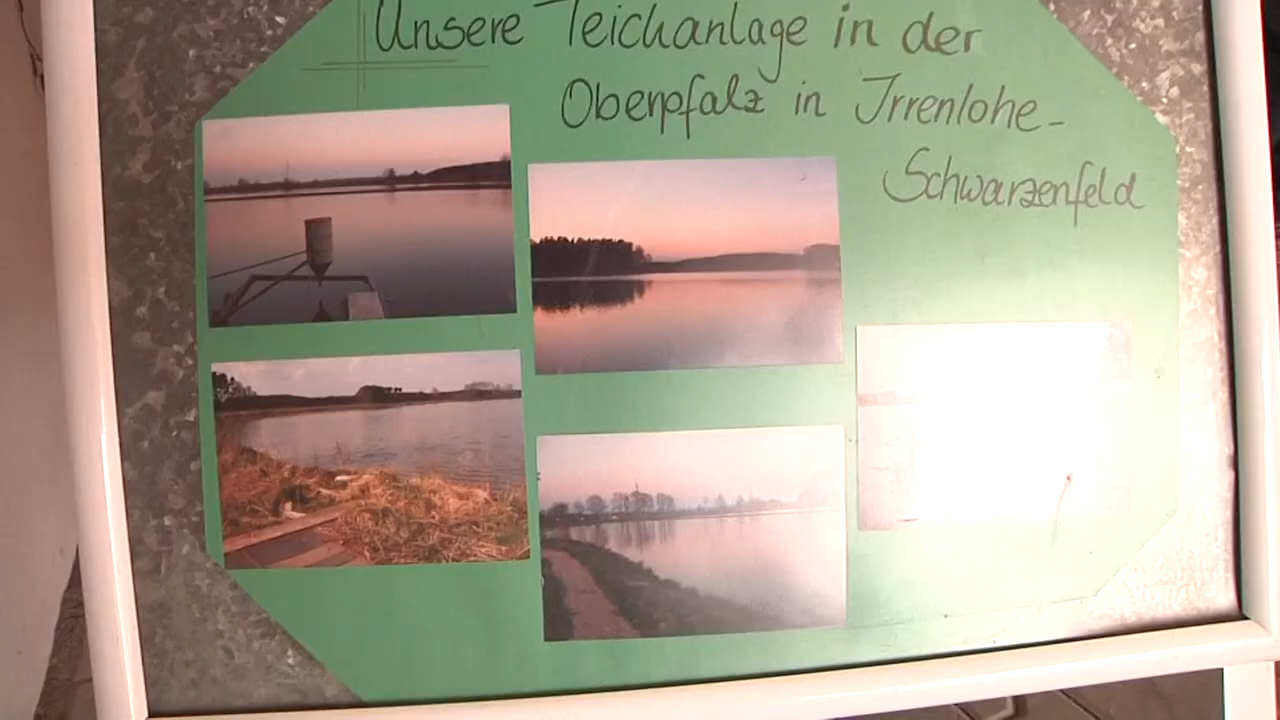 Unsere Teichanlage in der
Oberpfalz in Irrenlohe-
Schwarzenfeld